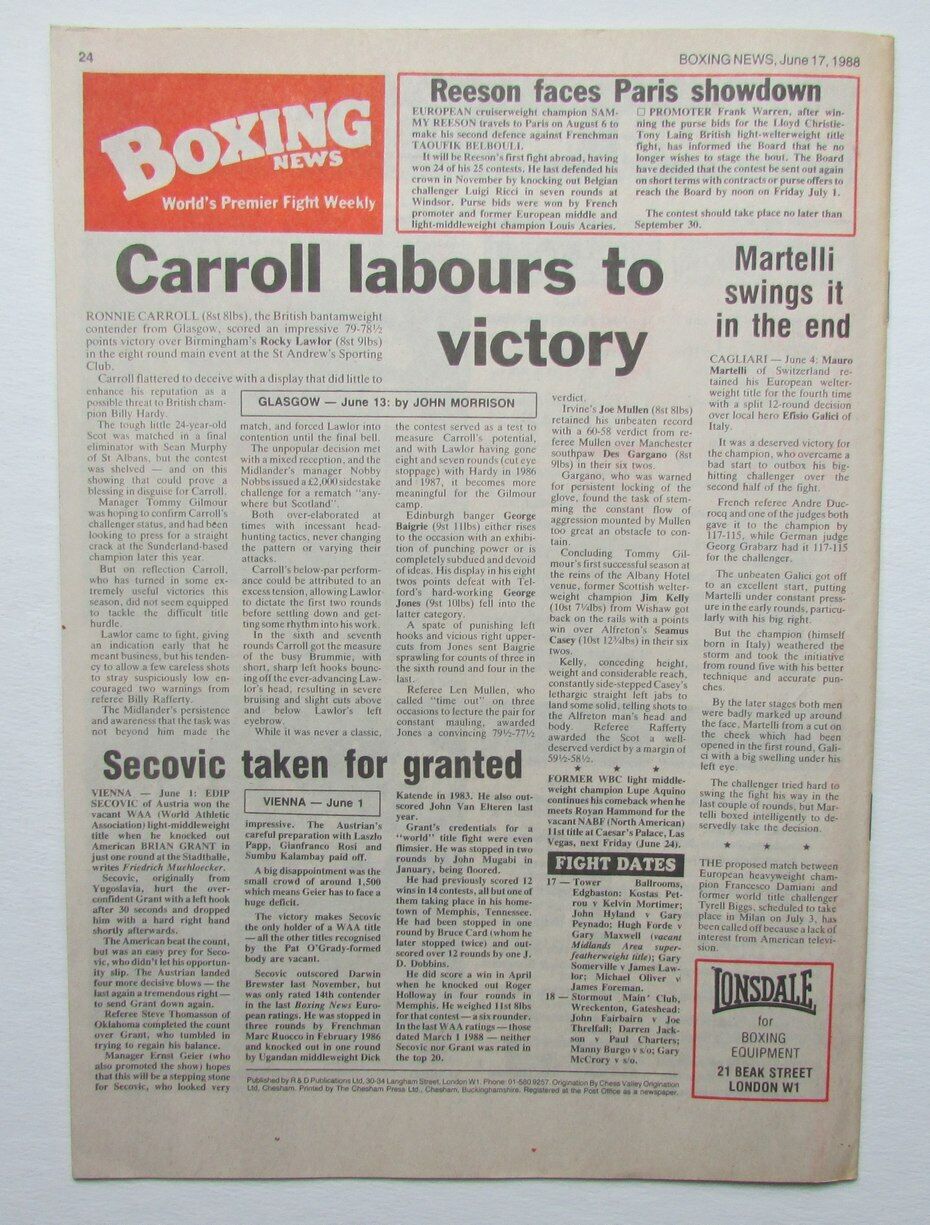 24
BOXING NEWS, June 17, 1988
BOXING
NEWS
World's Premier Fight Weekly
Reeson faces Paris showdown
EUROPEAN cruiserweight champion SAM-
MY REESON travels to Paris on August 6 to
make his second defence against Frenchman
TAOUFIK BELBOULI.
It will be Reeson's first fight abroad, having
won 24 of his 25 contests. He last defended his
crown in November by knocking out Belgian
challenger Luigi Ricci in seven rounds at
Windsor. Purse bids were won by French
promoter and former European middle and
light-middleweight champion Louis Acaries.
□ PROMOTER Frank Warren, after win-
ning the purse bids for the Lloyd Christie-
Tony Laing British light-welterweight title
fight, has informed the Board that he no
longer wishes to stage the bout. The Board
have decided that the contest be sent out again
on short terms with contracts or purse offers to
reach the Board by noon on Friday July 1.
The contest should take place no later than
September 30.
Carroll labours to
victory
RONNIE CARROLL (8st 8lbs), the British bantamweight
contender from Glasgow, scored an impressive 79-78½
points victory over Birmingham's Rocky Lawlor (8st 9lbs)
in the eight round main event at the St Andrew's Sporting
Club.
Carroll flattered to deceive with a display that did little to
enhance his reputation as a
possible threat to British cham-
pion Billy Hardy.
The tough little 24-year-old
Scot was matched in a final
eliminator with Sean Murphy
of St Albans, but the contest
was shelved — and on this
showing that could prove a
blessing in disguise for Carroll.
Manager Tommy Gilmour
was hoping to confirm Carroll's
challenger status, and had been
looking to press for a straight
crack at the Sunderland-based
champion later this year.
But on reflection Carroll,
who has turned in some ex-
tremely useful victories this
season, did not seem equipped
to tackle the difficult title
hurdle.
Lawlor came to fight, giving
an indication early that he
meant business, but his tenden-
cy to allow a few careless shots
to stray suspiciously low en-
couraged two warnings from
referee Billy Rafferty.
The Midlander's persistence
and awareness that the task was
not beyond him made the
GLASGOW — June 13: by JOHN MORRISON
match, and forced Lawlor into
contention until the final bell.
The unpopular decision met
with a mixed reception, and the
Midlander's manager Nobby
Nobbs issued a £2,000 sidestake
challenge for a rematch "any-
where but Scotland".
Both over-elaborated at
times with incessant head-
hunting tactics, never changing
the pattern or varying their
attacks.
Carroll's below-par perform-
ance could be attributed to an
excess tension, allowing Lawlor
to dictate the first two rounds
before settling down and get-
ting some rhythm into his work.
In the sixth and seventh
rounds Carroll got the measure
of the busy Brummie, with
short, sharp left hooks bounc-
ing off the ever-advancing Law-
lor's head, resulting in severe
bruising and slight cuts above
and below Lawlor's left
eyebrow.
While it was never a classic,
the contest served as a test to
measure Carroll's potential,
and with Lawlor having gone
eight and seven rounds (cut eye
stoppage) with Hardy in 1986
and 1987, it becomes more
meaningful for the Gilmour
camp.
Edinburgh banger George
Baigrie (9st 11lbs) either rises
to the occasion with an exhibi-
tion of punching power or is
completely subdued and devoid
of ideas. His display in his eight
twos points defeat with Tel-
ford's hard-working George
Jones (9st 10lbs) fell into the
latter category.
A spate of punishing left
hooks and vicious right upper-
cuts from Jones sent Baigrie
sprawling for counts of three in
the sixth round and four in the
last.
Referee Len Mullen, who
called "time out" on three
occasions to lecture the pair for
constant mauling, awarded
Jones a convincing 79½-77½
verdict.
Irvine's Joe Mullen (8st 8lbs)
retained his unbeaten record
with a 60-58 verdict from re-
feree Mullen over Manchester
southpaw Des Gargano (8st
9lbs) in their six twos.
Gargano, who was warned
for persistent locking of the
glove, found the task of stem-
ming the constant flow of
aggression mounted by Mullen
too great an obstacle to con-
tain.
Concluding Tommy Gil-
mour's first successful season at
the reins of the Albany Hotel
venue, former Scottish welter-
weight champion Jim Kelly
(10st 7¼lbs) from Wishaw got
back on the rails with a points
win over Alfreton's Seamus
Casey (10st 12¾lbs) in their six
twos.
Kelly, conceding height,
weight and considerable reach,
constantly side-stepped Casey's
lethargic straight left jabs to
land some solid, telling shots to
the Alfreton man's head and
body. Referee Rafferty
awarded the Scot a well-
deserved verdict by a margin of
59½-58½.
★ ★ ★
FORMER WBC light middle-
weight champion Lupe Aquino
continues his comeback when he
meets Royan Hammond for the
vacant NABF (North American)
11st title at Caesar's Palace, Las
Vegas, next Friday (June 24).
FIGHT DATES
17 — Tower Ballrooms,
Edgbaston: Kostas Pet-
rou v Kelvin Mortimer;
John Hyland v Gary
Peynado; Hugh Forde v
Gary Maxwell (vacant
Midlands Area super-
featherweight title); Gary
Somerville v James Law-
lor; Michael Oliver v
James Foreman.
18 — Stormont Main' Club,
Wreckenton, Gateshead:
John Fairbairn v Joe
Threlfall; Darren Jack-
son v Paul Charters;
Manny Burgo v s/o; Gary
McCrory v s/o.
Martelli
swings it
in the end
CAGLIARI — June 4: Mauro
Martelli of Switzerland re-
tained his European welter-
weight title for the fourth time
with a split 12-round decision
over local hero Efisio Galici of
Italy.
It was a deserved victory for
the champion, who overcame a
bad start to outbox his big-
hitting challenger over the
second half of the fight.
French referee Andre Duc-
rocq and one of the judges both
gave it to the champion by
117-115, while German judge
Georg Grabarz had it 117-115
for the challenger.
The unbeaten Galici got off
to an excellent start, putting
Martelli under constant press-
ure in the early rounds, particu-
larly with his big right.
But the champion (himself
born in Italy) weathered the
storm and took the initiative
from round five with his better
technique and accurate pun-
ches.
By the later stages both men
were badly marked up around
the face, Martelli from a cut on
the cheek which had been
opened in the first round, Gali-
ci with a big swelling under his
left eye.
The challenger tried hard to
swing the fight his way in the
last couple of rounds, but Mar-
telli boxed intelligently to de-
servedly take the decision.
★ ★ ★
THE proposed match between
European heavyweight cham-
pion Francesco Damiani and
former world title challenger
Tyrell Biggs, scheduled to take
place in Milan on July 3, has
been called off because a lack of
interest from American televi-
sion.
Secovic taken for granted
VIENNA — June 1: EDIP
SECOVIC of Austria won the
vacant WAA (World Athletic
Association) light-middleweight
title when he knocked out
American BRIAN GRANT in
just one round at the Stadthalle,
writes Friedrich Muehloecker.
Secovic, originally from
Yugoslavia, hurt the over-
confident Grant with a left hook
after 30 seconds and dropped
him with a hard right hand
shortly afterwards.
The American beat the count,
but was an easy prey for Seco-
vic, who didn't let his opportun-
ity slip. The Austrian landed
four more decisive blows — the
last again a tremendous right —
to send Grant down again.
Referee Steve Thomasson of
Oklahoma completed the count
over Grant, who tumbled in
trying to regain his balance.
Manager Ernst Geier (who
also promoted the show) hopes
that this will be a stepping stone
for Secovic, who looked very
VIENNA — June 1
impressive. The Austrian's
careful preparation with Laszlo
Papp, Gianfranco Rosi and
Sumbu Kalambay paid off.
A big disappointment was the
small crowd of around 1,500
which means Geier has to face a
huge deficit.
The victory makes Secovic
the only holder of a WAA title
— all the other titles recognised
by the Pat O'Grady-formed
body are vacant.
Secovic outscored Darwin
Brewster last November, but
was only rated 14th contender
in the last Boxing News Euro-
pean ratings. He was stopped in
three rounds by Frenchman
Marc Ruocco in February 1986
and knocked out in one round
by Ugandan middleweight Dick
Katende in 1983. He also out-
scored John Van Elteren last
year.
Grant's credentials for a
"world" title fight were even
flimsier. He was stopped in two
rounds by John Mugabi in
January, being floored.
He had previously scored 12
wins in 14 contests, all but one of
them taking place in his home-
town of Memphis, Tennessee.
He had been stopped in one
round by Bruce Card (whom he
later stopped twice) and out-
scored over 12 rounds by one J.
D. Dobbins.
He did score a win in April
when he knocked out Roger
Holloway in four rounds in
Memphis. He weighed 11st 8lbs
for that contest — a six rounder.
In the last WAA ratings — those
dated March 1 1988 — neither
Secovic nor Grant was rated in
the top 20.
LONSDALE
for
BOXING
EQUIPMENT
21 BEAK STREET
LONDON W1
Published by R & D Publications Ltd, 30-34 Langham Street, London W1. Phone: 01-580 9257. Origination By Chess Valley Origination
Ltd, Chesham. Printed by The Chesham Press Ltd., Chesham, Buckinghamshire. Registered at the Post Office as a newspaper.